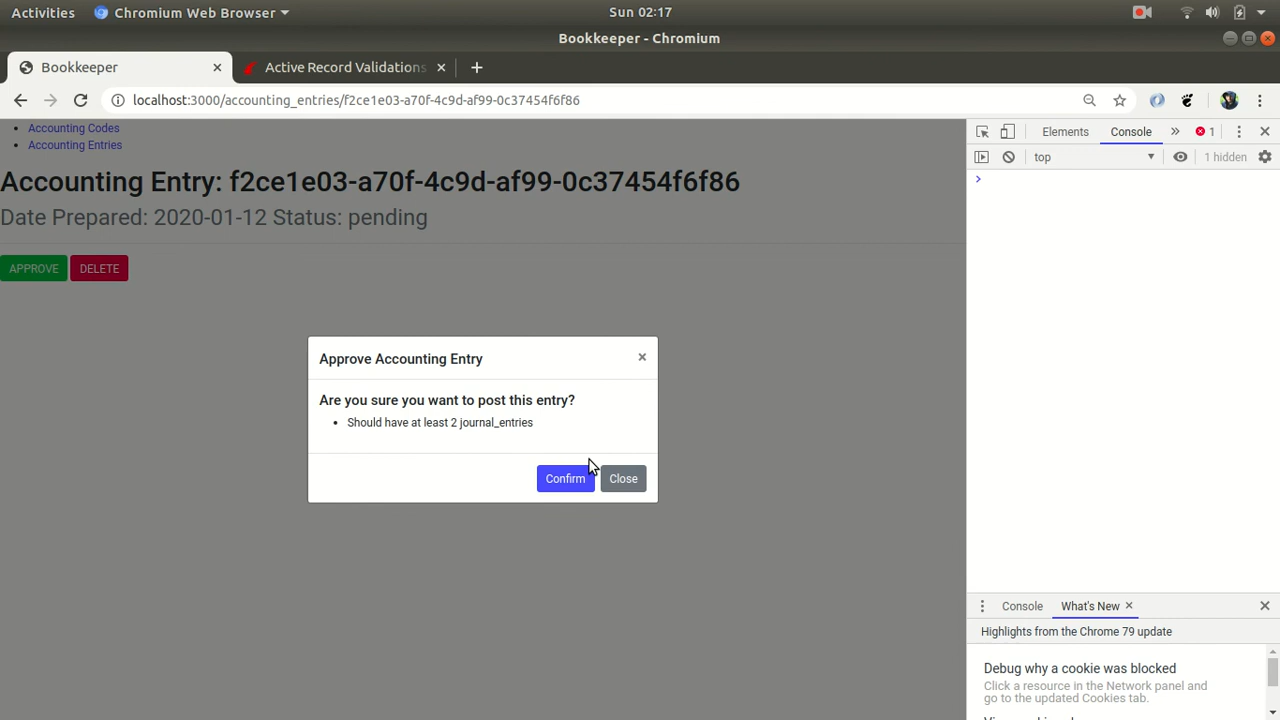 Activities Chromium Web Browser Sun 02:17
Bookkeeper - Chromium
Bookkeeper Active Record Validations
localhost:3000/accounting_entries/f2ce1e03-a70f-4c9d-af99-0c37454f6f86
Accounting Codes
Accounting Entries
Accounting Entry: f2ce1e03-a70f-4c9d-af99-0c37454f6f86
Date Prepared: 2020-01-12 Status: pending
APPROVE DELETE
Approve Accounting Entry ×
Are you sure you want to post this entry?
Should have at least 2 journal_entries
Confirm Close
Elements Console » 1
top 1 hidden
Console What's New
Highlights from the Chrome 79 update
Debug why a cookie was blocked
Click a resource in the Network panel and
go to the updated Cookies tab.